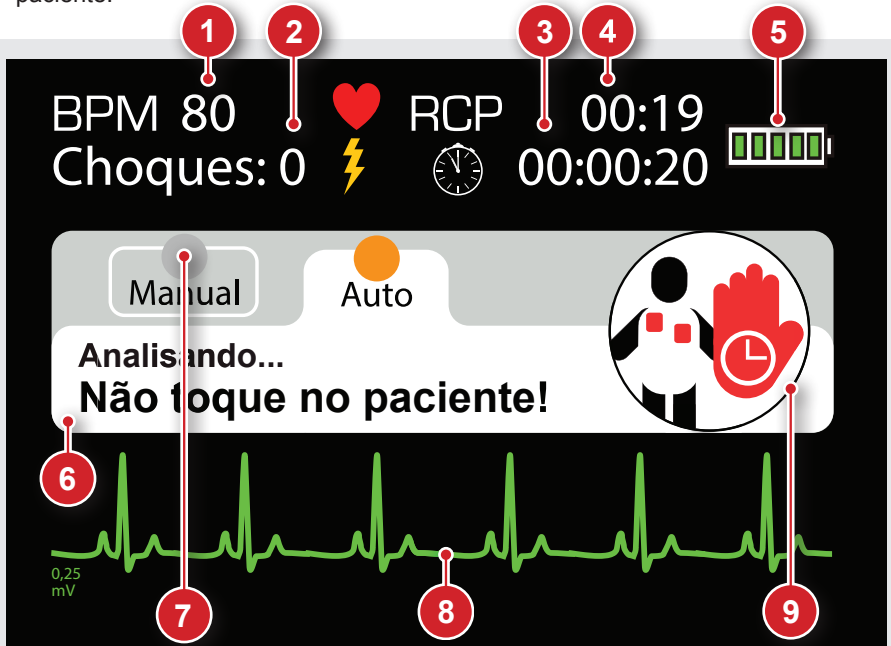 paciente.
1 2 3 4 5
BPM 80 RCP 00:19
Choques: 0 00:00:20
Manual Auto
Analisando...
Não toque no paciente!
6
0,25
mV
7 8 9